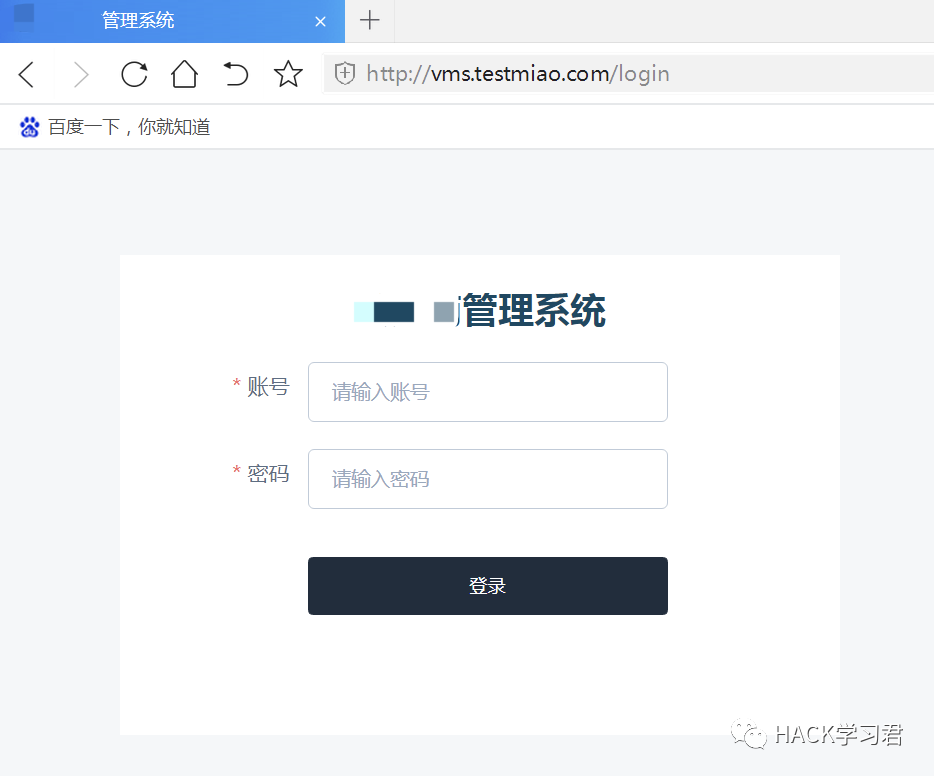 管理系统
http://vms.testmiao.com/login
百度一下，你就知道
管理系统
* 账号 请输入账号
* 密码 请输入密码
登录
HACK学习君